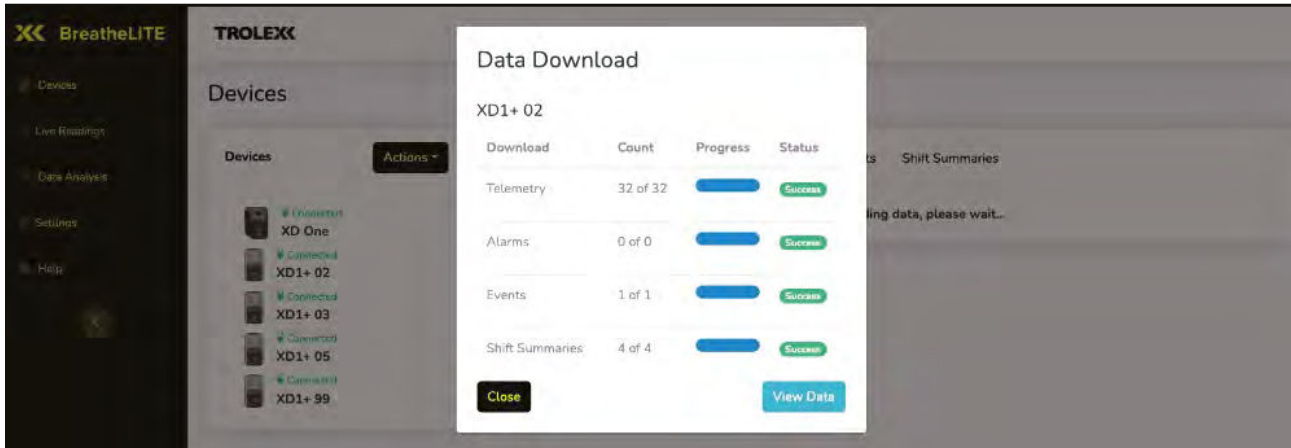 BreatheLITE
TROLEX
Devices
Live Readings
Data Analysis
Settings
Help
Devices
Devices
Actions
Connected
XD One
Connected
XD1+ 02
Connected
XD1+ 03
Connected
XD1+ 05
Connected
XD1+ 99
Data Download
XD1+ 02
Download Count Progress Status
Telemetry 32 of 32 Success
Alarms 0 of 0 Success
Events 1 of 1 Success
Shift Summaries 4 of 4 Success
Close View Data
ts Shift Summaries
ling data, please wait...